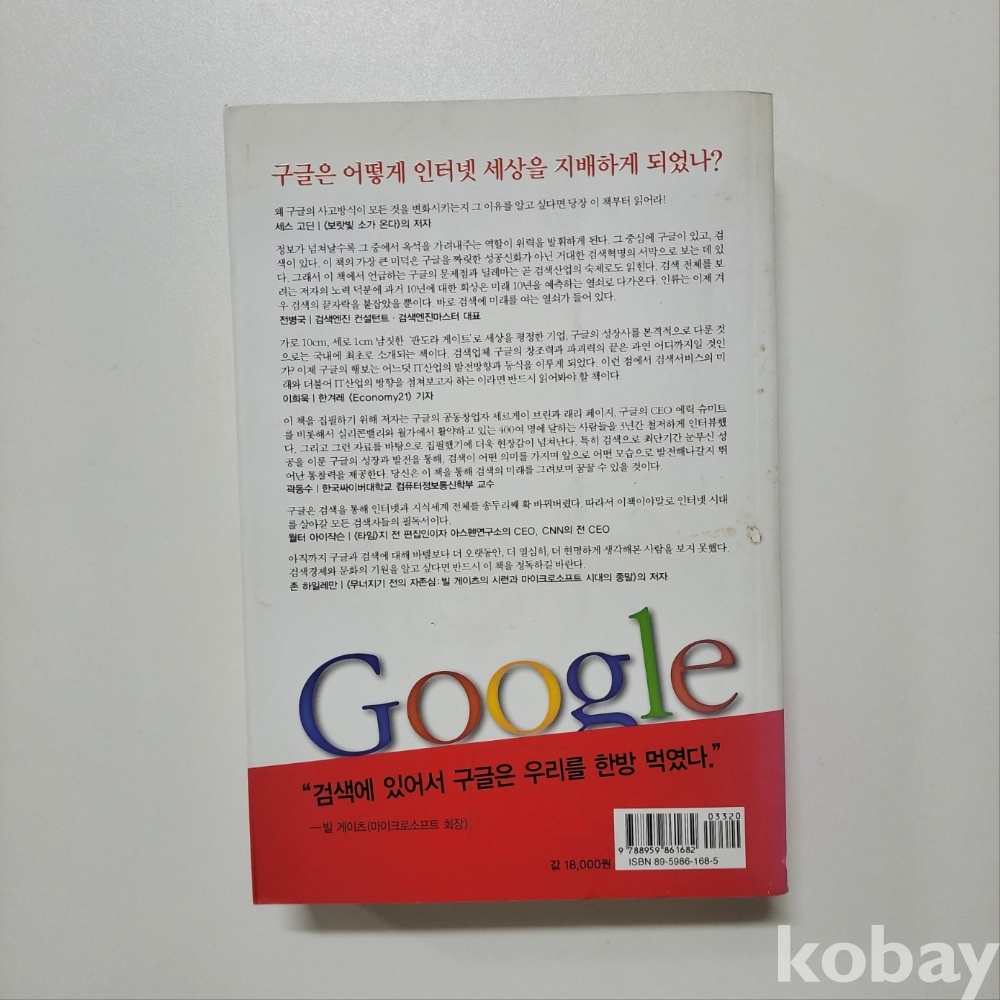 구글은 어떻게 인터넷 세상을 지배하게 되었나?
왜 구글의 사고방식이 모든 것을 변화시키는지 그 이유를 알고 싶다면 당장 이 책부터 읽어라!
세스 고딘 | 《보랏빛 소가 온다》의 저자
정보가 넘쳐날수록 그 중에서 옥석을 가려내주는 역할이 위력을 발휘하게 된다. 그 중심에 구글이 있고, 검
색이 있다. 이 책의 가장 큰 미덕은 구글을 짜릿한 성공신화가 아닌 거대한 검색혁명의 서막으로 보는 데 있
다. 그래서 이 책에서 언급하는 구글의 문제점과 딜레마는 곧 검색산업의 숙제로도 읽힌다. 검색 전체를 보
려는 저자의 노력 덕분에 과거 10년에 대한 회상은 미래 10년을 예측하는 열쇠로 다가온다. 인류는 이제 겨
우 검색의 끝자락을 붙잡았을 뿐이다. 바로 검색에 미래를 여는 열쇠가 들어 있다.
전병국 | 검색엔진 컨설턴트 · 검색엔진마스터 대표
가로 10cm, 세로 1cm 남짓한 '판도라 게이트'로 세상을 평정한 기업, 구글의 성장사를 본격적으로 다룬 것
으로는 국내에 최초로 소개되는 책이다. 검색업체 구글의 창조력과 파괴력의 끝은 과연 어디까지일 것인
가? 이제 구글의 행보는 어느덧 IT산업의 발전방향과 등식을 이루게 되었다. 이런 점에서 검색서비스의 미
래와 더불어 IT산업의 방향을 점쳐보고자 하는 이라면 반드시 읽어봐야 할 책이다.
이희욱 | 한겨레 〈Economy21〉 기자
이 책을 집필하기 위해 저자는 구글의 공동창업자 세르게이 브린과 래리 페이지, 구글의 CEO 에릭 슈미트
를 비롯해서 실리콘밸리와 월가에서 활약하고 있는 400여 명에 달하는 사람들을 3년간 철저하게 인터뷰했
다. 그리고 그런 자료를 바탕으로 집필했기에 더욱 현장감이 넘쳐난다. 특히 검색으로 최단기간 눈부신 성
공을 이룬 구글의 성장과 발전을 통해, 검색이 어떤 의미를 가지며 앞으로 어떤 모습으로 발전해나갈지 뛰
어난 통찰력을 제공한다. 당신은 이 책을 통해 검색의 미래를 그려보며 꿈꿀 수 있을 것이다.
곽동수 | 한국싸이버대학교 컴퓨터정보통신학부 교수
구글은 검색을 통해 인터넷과 지식세계 전체를 송두리째 확 바꿔버렸다. 따라서 이책이야말로 인터넷 시대
를 살아갈 모든 검색자들의 필독서이다.
월터 아이작슨 | 〈타임〉지 전 편집인이자 아스펜연구소의 CEO, CNN의 전 CEO
아직까지 구글과 검색에 대해 바텔보다 더 오랫동안, 더 열심히, 더 현명하게 생각해본 사람을 보지 못했다.
검색경제와 문화의 기원을 알고 싶다면 반드시 이 책을 정독하길 바란다.
존 하일레만 | 《무너지기 전의 자존심: 빌 게이츠의 시련과 마이크로소프트 시대의 종말》의 저자
Google
“검색에 있어서 구글은 우리를 한방 먹였다.”
—빌 게이츠(마이크로소프트 회장)
03320
9 788959 861682
값 18,000원
ISBN 89-5986-168-5
kobay